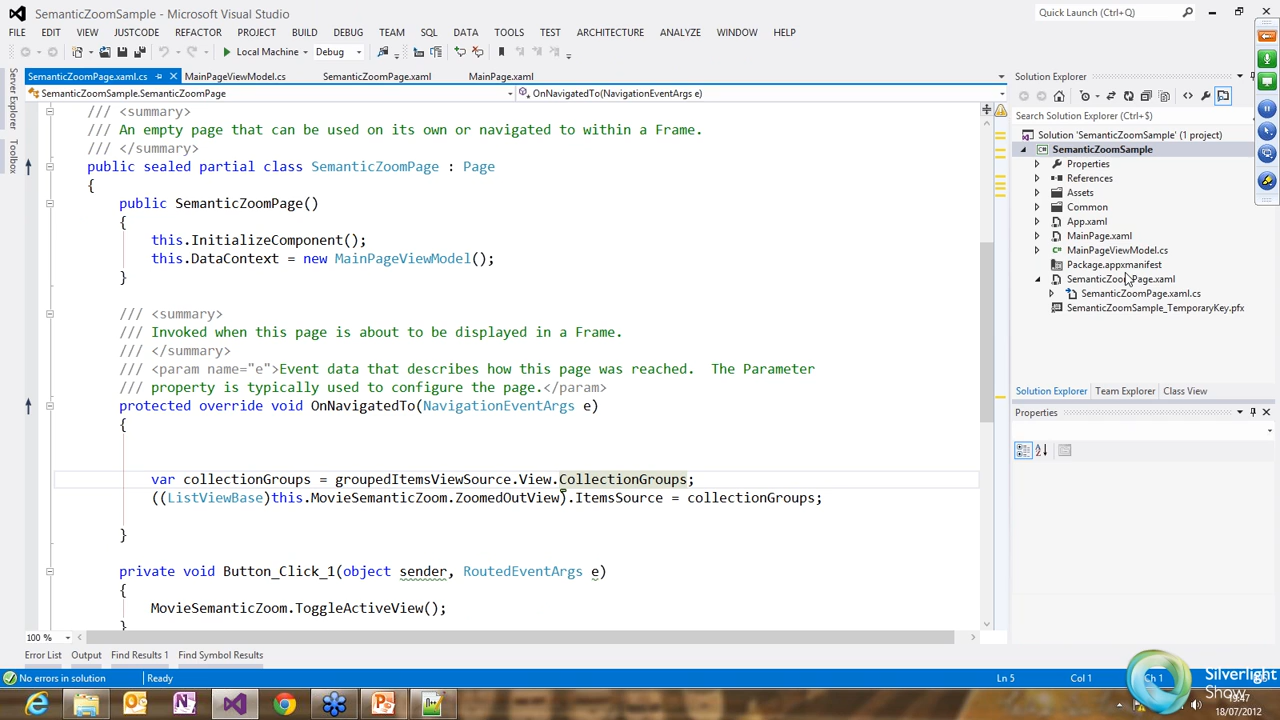 SemanticZoomSample - Microsoft Visual Studio
Quick Launch (Ctrl+Q)
FILE EDIT VIEW JUSTCODE REFACTOR PROJECT BUILD DEBUG TEAM SQL DATA TOOLS TEST ARCHITECTURE ANALYZE WINDOW HELP
Local Machine Debug
SemanticZoomPage.xaml.cs MainPageViewModel.cs SemanticZoomPage.xaml MainPage.xaml
SemanticZoomSample.SemanticZoomPage OnNavigatedTo(NavigationEventArgs e)
Server Explorer
Toolbox
/// <summary>
/// An empty page that can be used on its own or navigated to within a Frame.
/// </summary>
public sealed partial class SemanticZoomPage : Page
{
public SemanticZoomPage()
{
this.InitializeComponent();
this.DataContext = new MainPageViewModel();
}
/// <summary>
/// Invoked when this page is about to be displayed in a Frame.
/// </summary>
/// <param name="e">Event data that describes how this page was reached.  The Parameter
/// property is typically used to configure the page.</param>
protected override void OnNavigatedTo(NavigationEventArgs e)
{
var collectionGroups = groupedItemsViewSource.View.CollectionGroups;
((ListViewBase)this.MovieSemanticZoom.ZoomedOutView).ItemsSource = collectionGroups;
}
private void Button_Click_1(object sender, RoutedEventArgs e)
{
MovieSemanticZoom.ToggleActiveView();
}
100 %
Solution Explorer
Search Solution Explorer (Ctrl+$)
Solution 'SemanticZoomSample' (1 project)
SemanticZoomSample
Properties
References
Assets
Common
App.xaml
MainPage.xaml
MainPageViewModel.cs
Package.appxmanifest
SemanticZoomPage.xaml
SemanticZoomPage.xaml.cs
SemanticZoomSample_TemporaryKey.pfx
Solution Explorer Team Explorer Class View
Properties
Error List Output Find Results 1 Find Symbol Results
No errors in solution Ready Ln 5 Col 1 Ch 1
Silverlight
Show
19:47
18/07/2012